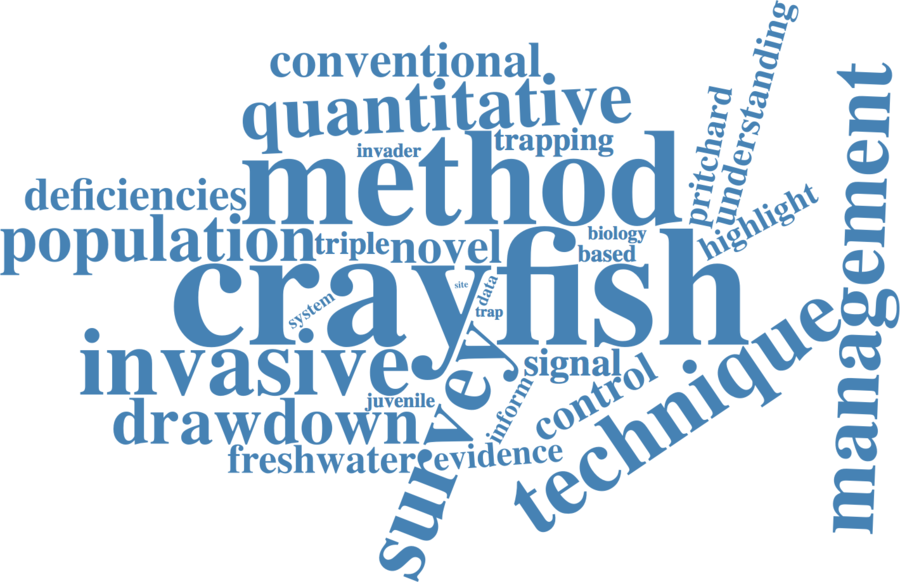 conventional
quantitative
understanding
pritchard
management
trapping
invader
method
deficiencies
highlight
population
triple
novel
biology
based
crayfish
site
data
system
trap
invasive
survey
signal
technique
control
juvenile
inform
drawdown
freshwater
evidence